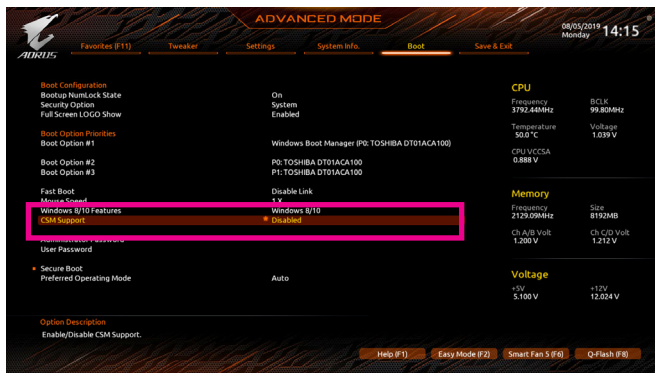 ADVANCED MODE
08/05/2019 Monday 14:15
AORUS
Favorites (F11) Tweaker Settings System Info. Boot Save & Exit
Boot Configuration
Bootup NumLock State On
Security Option System
Full Screen LOGO Show Enabled
Boot Option Priorities
Boot Option #1 Windows Boot Manager (P0: TOSHIBA DT01ACA100)
Boot Option #2 P0: TOSHIBA DT01ACA100
Boot Option #3 P1: TOSHIBA DT01ACA100
Fast Boot Disable Link
Mouse Speed 1 X
Windows 8/10 Features Windows 8/10
CSM Support * Disabled
Administrator Password
User Password
Secure Boot
Preferred Operating Mode Auto
Option Description
Enable/Disable CSM Support.
CPU
Frequency BCLK
3792.44MHz 99.80MHz
Temperature Voltage
50.0 °C 1.039 V
CPU VCCSA
0.888 V
Memory
Frequency Size
2129.09MHz 8192MB
Ch A/B Volt Ch C/D Volt
1.200 V 1.212 V
Voltage
+5V +12V
5.100 V 12.024 V
Help (F1) Easy Mode (F2) Smart Fan 5 (F6) Q-Flash (F8)